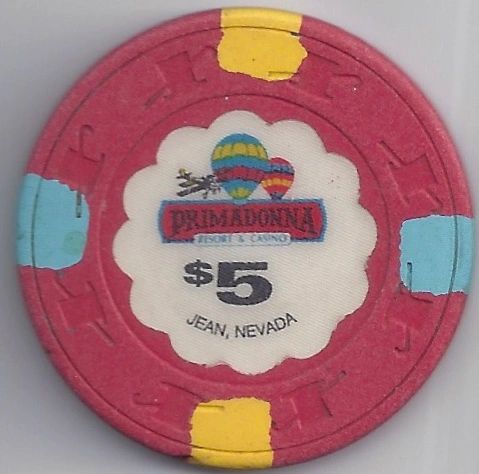 PRIMADONNA
RESORT & CASINO
$5
JEAN, NEVADA